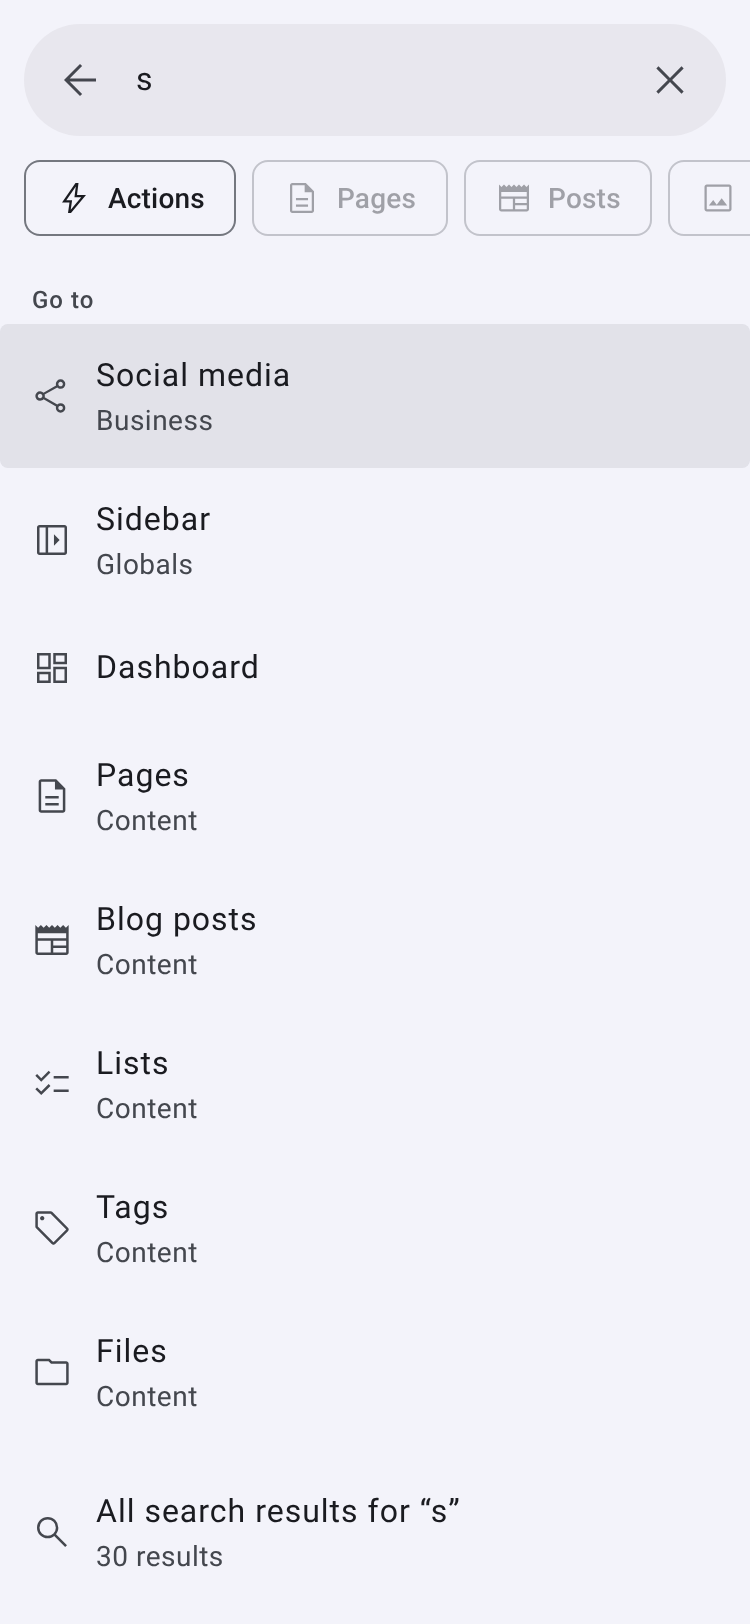 s
Actions
Pages
Posts
Go to
Social media
Business
Sidebar
Globals
Dashboard
Pages
Content
Blog posts
Content
Lists
Content
Tags
Content
Files
Content
All search results for “s”
30 results